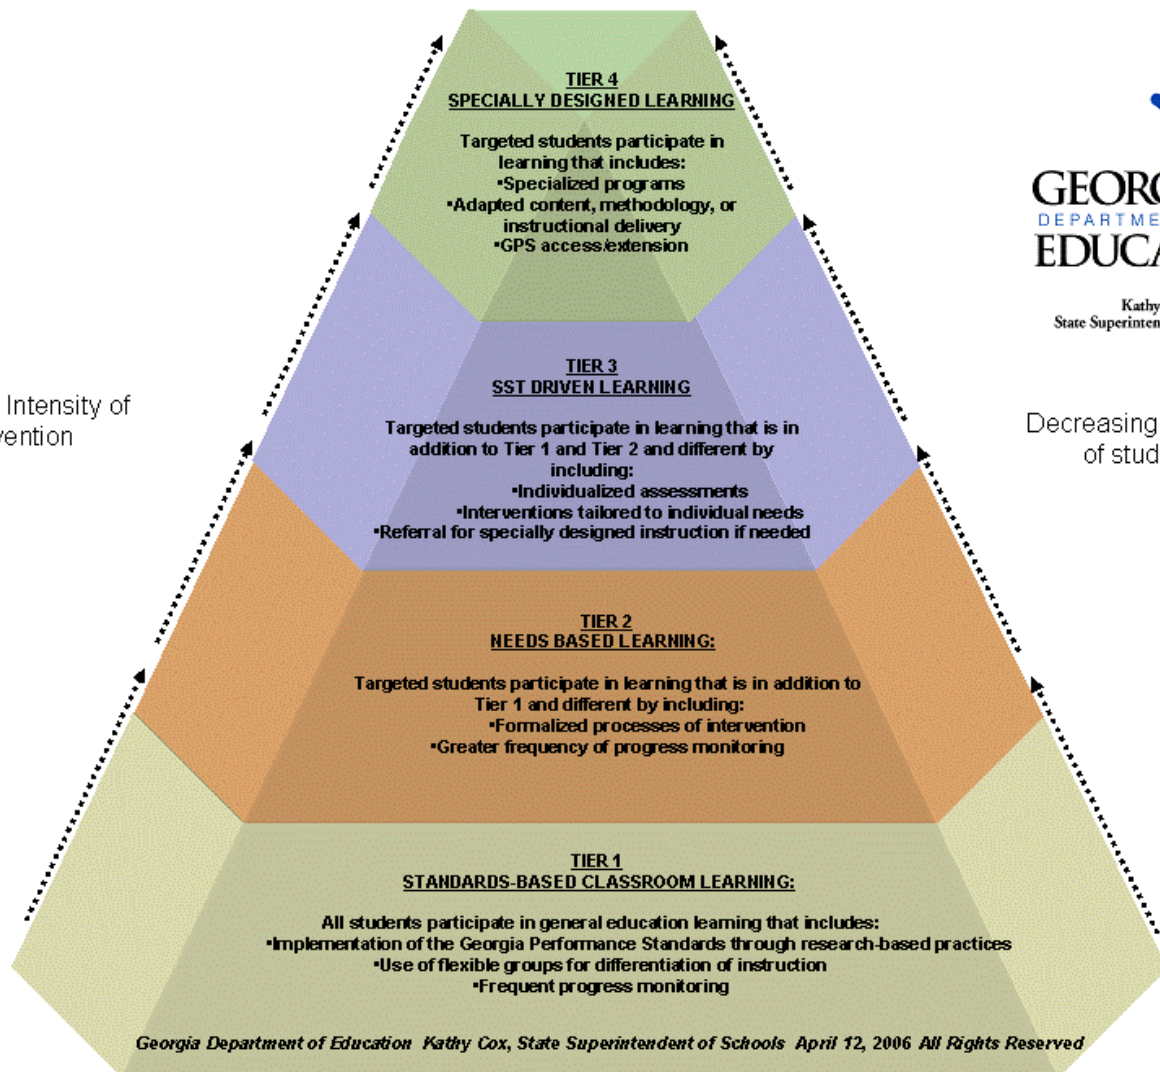 TIER 4
SPECIALLY DESIGNED LEARNING
Targeted students participate in
learning that includes:
•Specialized programs
•Adapted content, methodology, or
instructional delivery
•GPS access/extension
GEORG
DEPARTME
EDUCA
Kathy
State Superinten
TIER 3
SST DRIVEN LEARNING
Targeted students participate in learning that is in
addition to Tier 1 and Tier 2 and different by
including:
•Individualized assessments
•Interventions tailored to individual needs
•Referral for specially designed instruction if needed
Intensity of
vention
Decreasing
of stud
TIER 2
NEEDS BASED LEARNING:
Targeted students participate in learning that is in addition to
Tier 1 and different by including:
•Formalized processes of intervention
•Greater frequency of progress monitoring
TIER 1
STANDARDS-BASED CLASSROOM LEARNING:
All students participate in general education learning that includes:
•Implementation of the Georgia Performance Standards through research-based practices
•Use of flexible groups for differentiation of instruction
•Frequent progress monitoring
Georgia Department of Education Kathy Cox, State Superintendent of Schools April 12, 2006 All Rights Reserved